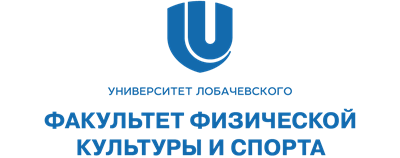 УНИВЕРСИТЕТ ЛОБАЧЕВСКОГО
ФАКУЛЬТЕТ ФИЗИЧЕСКОЙ
КУЛЬТУРЫ И СПОРТА